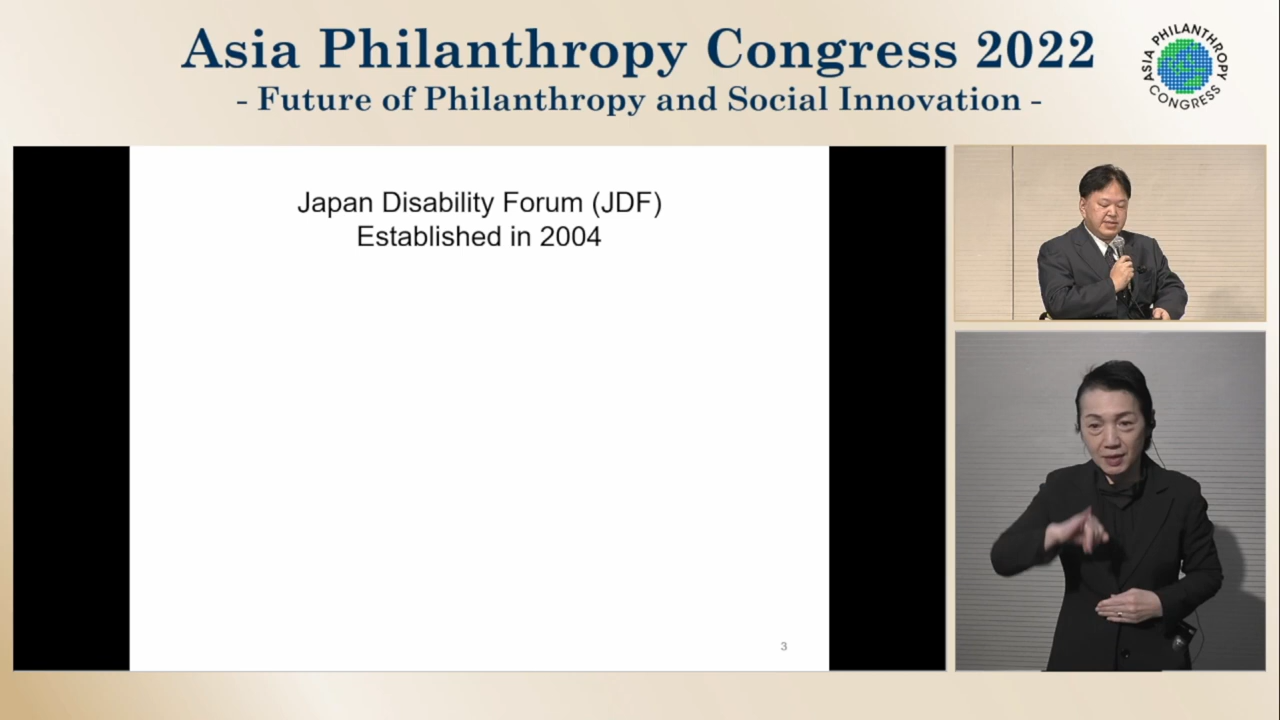 Asia Philanthropy Congress 2022
- Future of Philanthropy and Social Innovation -
ASIA PHILANTHROPY CONGRESS
Japan Disability Forum (JDF)
Established in 2004
3